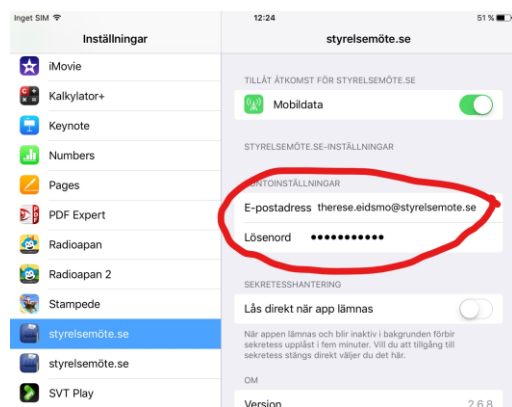 Inget SIM 12:24 51 %
Inställningar
styrelsemöte.se
iMovie
Kalkylator+
Keynote
Numbers
Pages
PDF Expert
Radioapan
Radioapan 2
Stampede
styrelsemöte.se
styrelsemöte.se
SVT Play
TILLÅT ÅTKOMST FÖR STYRELSEMÖTE.SE
Mobildata
STYRELSEMÖTE.SE-INSTÄLLNINGAR
KONTOINSTÄLLNINGAR
E-postadress therese.eidsmo@styrelsemote.se
Lösenord •••••••••••
SEKRETESSHANTERING
Lås direkt när app lämnas
När appen lämnas och blir inaktiv i bakgrunden förbir
sekretess upplåst i fem minuter. Vill du att tillgång till
sekretess stängs direkt väljer du det här.
OM
Version 2.6.8